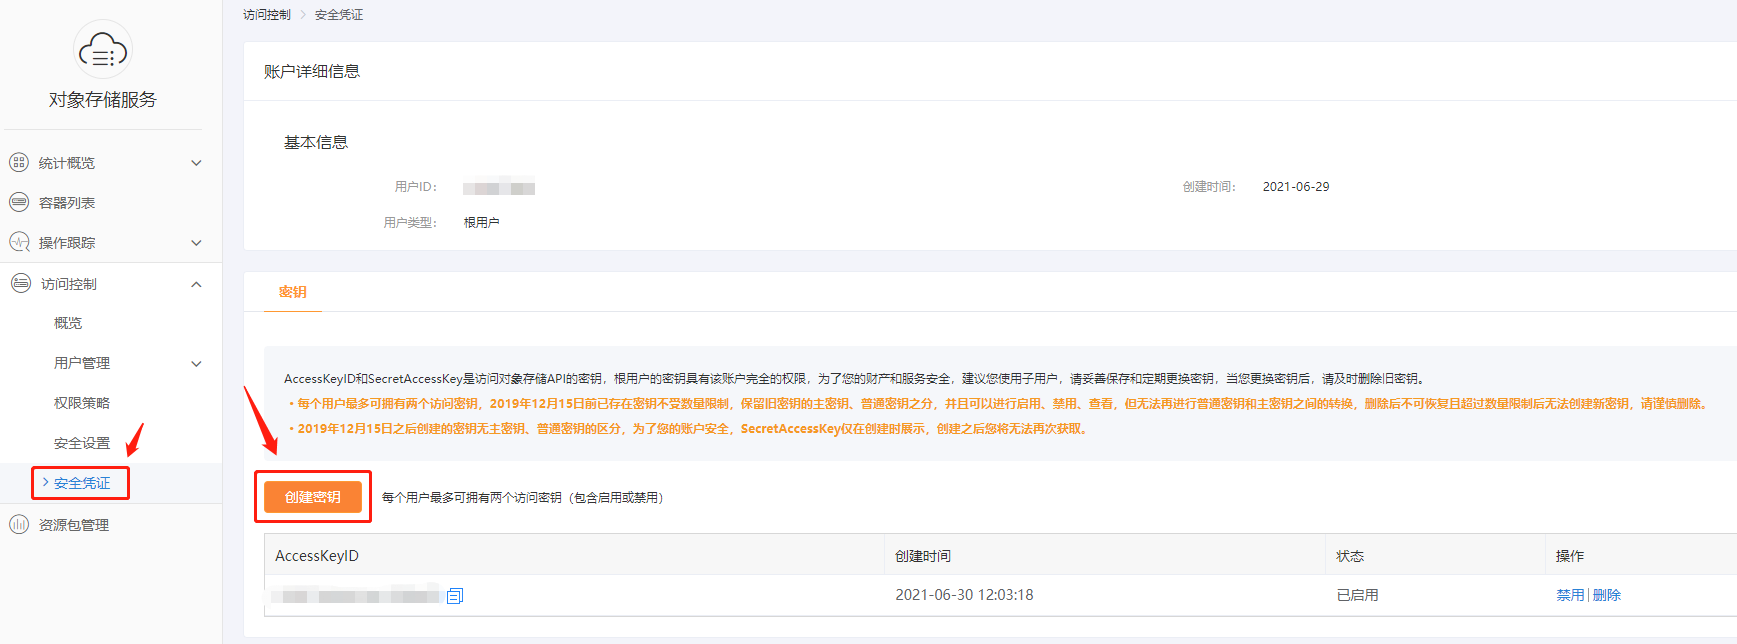 访问控制 > 安全凭证
对象存储服务
统计概览
容器列表
操作跟踪
访问控制
概览
用户管理
权限策略
安全设置
> 安全凭证
资源包管理
账户详细信息
基本信息
用户ID：
创建时间： 2021-06-29
用户类型： 根用户
密钥
AccessKeyID和SecretAccessKey是访问对象存储API的密钥，根用户的密钥具有该账户完全的权限，为了您的财产和服务安全，建议您使用子用户，请妥善保存和定期更换密钥，当您更换密钥后，请及时删除旧密钥。
• 每个用户最多可拥有两个访问密钥，2019年12月15日前已存在密钥不受数量限制，保留旧密钥的主密钥、普通密钥之分，并且可以进行启用、禁用、查看，但无法再进行普通密钥和主密钥之间的转换，删除后不可恢复且超过数量限制后无法创建新密钥，请谨慎删除。
• 2019年12月15日之后创建的密钥无主密钥、普通密钥的区分，为了您的账户安全，SecretAccessKey仅在创建时展示，创建之后您将无法再次获取。
创建密钥 每个用户最多可拥有两个访问密钥（包含启用或禁用）
AccessKeyID 创建时间 状态 操作
2021-06-30 12:03:18 已启用 禁用 | 删除